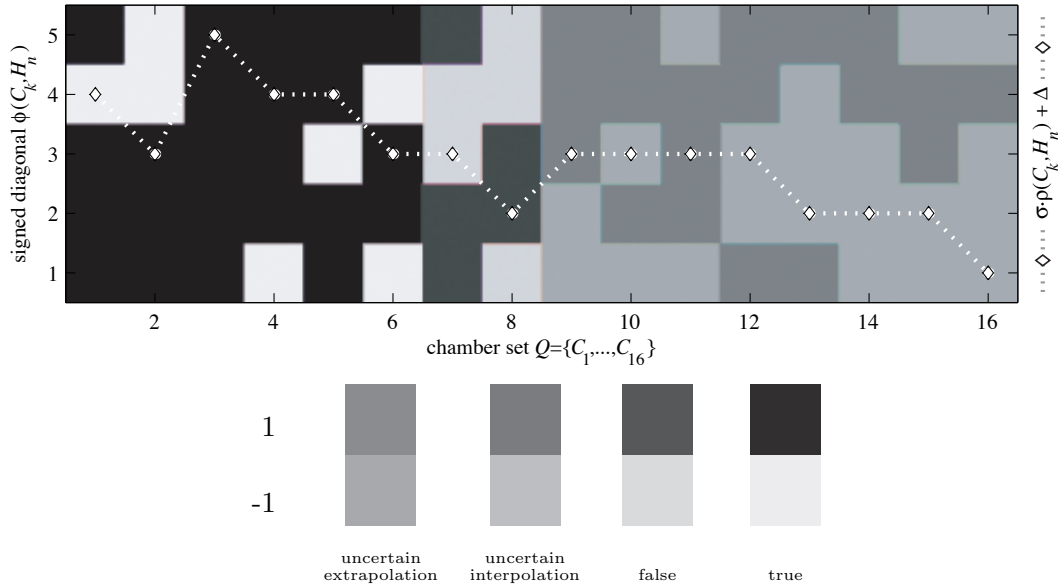 5
4
3
2
1
signed diagonal ϕ(C_k,H_n)
σ·ρ(C_k,H_n) + Δ
2 4 6 8 10 12 14 16
chamber set Q={C_1,...,C_16}
1
-1
uncertain extrapolation
uncertain interpolation
false
true